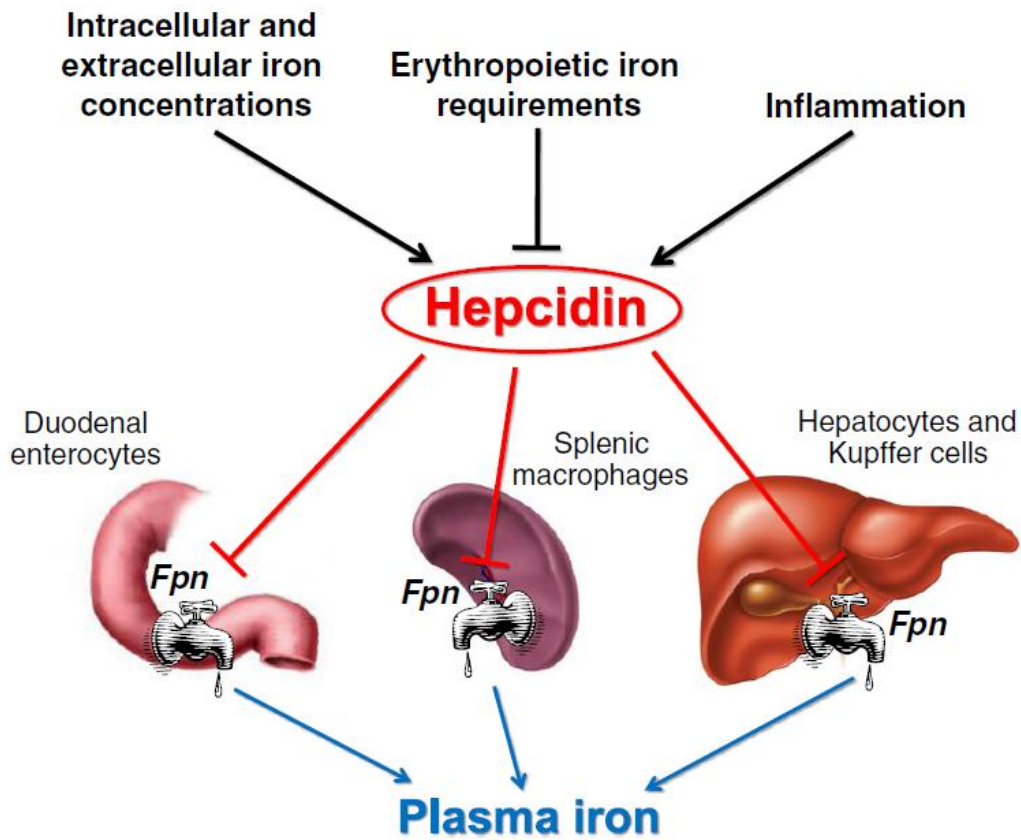 Intracellular and
extracellular iron
concentrations
Erythropoietic iron
requirements
Inflammation
Hepcidin
Duodenal
enterocytes
Splenic
macrophages
Hepatocytes and
Kupffer cells
Fpn
Fpn
Fpn
Plasma iron